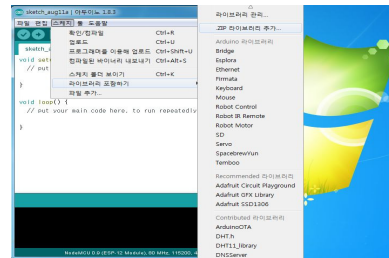 sketch_aug11a | 아두이노 1.8.3
파일 편집 스케치 툴 도움말
확인/컴파일 Ctrl+R
업로드 Ctrl+U
프로그래머를 이용해 업로드 Ctrl+Shift+U
컴파일된 바이너리 내보내기 Ctrl+Alt+S
스케치 폴더 보이기 Ctrl+K
라이브러리 포함하기
파일 추가...
sketch_a
void set
// put
}
void loop() {
// put your main code here, to run repeatedly
}
NodeMCU 0.9 (ESP-12 Module), 80 MHz, 115200, 4
라이브러리 관리...
.ZIP 라이브러리 추가...
Arduino 라이브러리
Bridge
Esplora
Ethernet
Firmata
Keyboard
Mouse
Robot Control
Robot IR Remote
Robot Motor
SD
Servo
SpacebrewYun
Temboo
Recommended 라이브러리
Adafruit Circuit Playground
Adafruit GFX Library
Adafruit SSD1306
Contributed 라이브러리
ArduinoOTA
DHT.h
DHT11_library
DNSServer